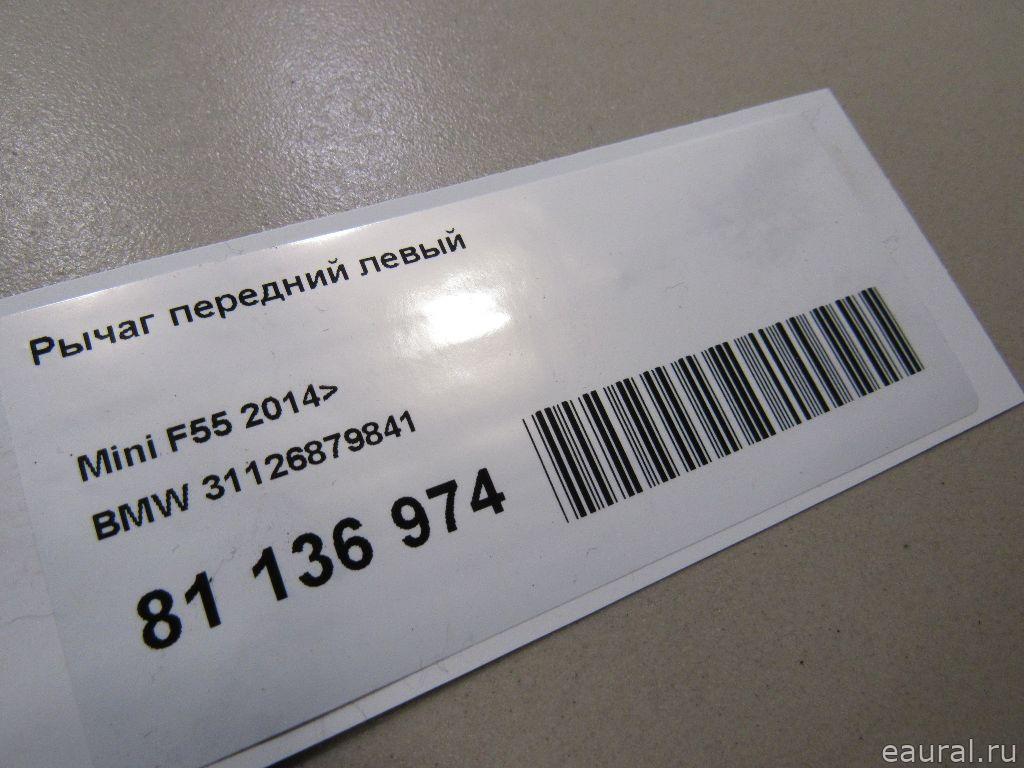 Рычаг передний левый
Mini F55 2014>
BMW 31126879841
81 136 974
eaural.ru